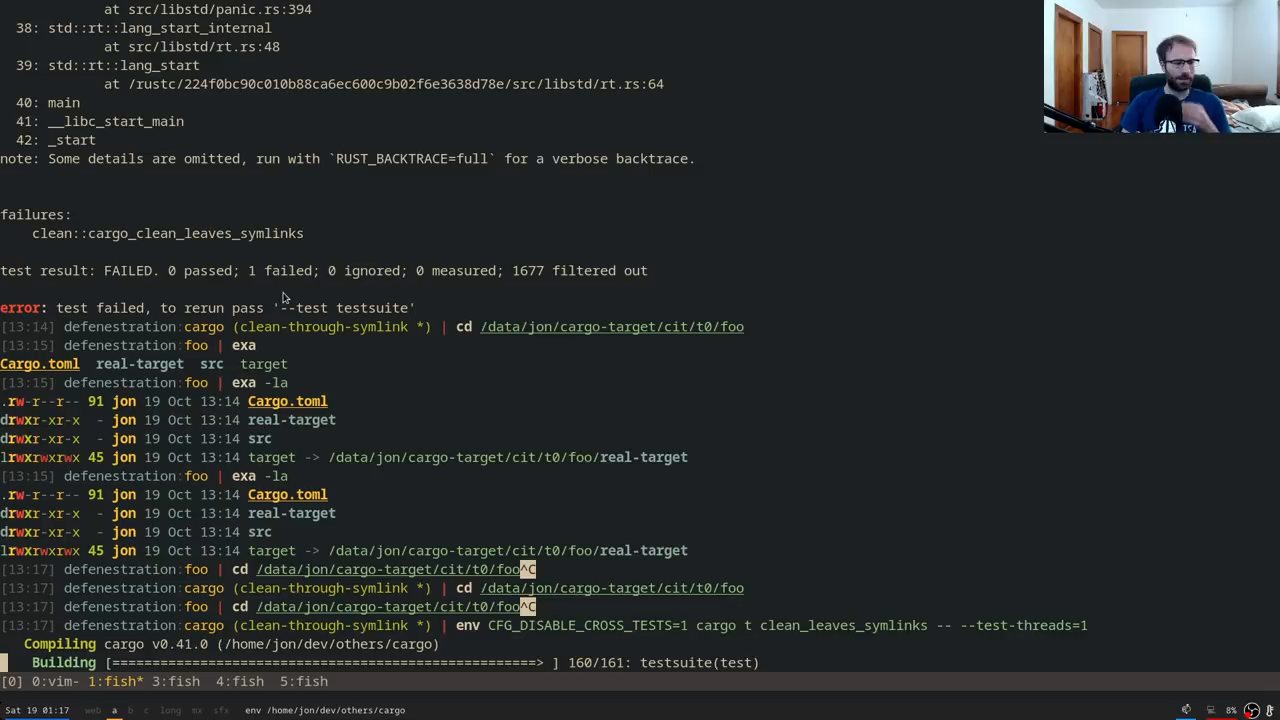 at src/libstd/panic.rs:394
38: std::rt::lang_start_internal
at src/libstd/rt.rs:48
39: std::rt::lang_start
at /rustc/224f0bc90c010b88ca6ec600c9b02f6e3638d78e/src/libstd/rt.rs:64
40: main
41: __libc_start_main
42: _start
note: Some details are omitted, run with `RUST_BACKTRACE=full` for a verbose backtrace.
failures:
clean::cargo_clean_leaves_symlinks
test result: FAILED. 0 passed; 1 failed; 0 ignored; 0 measured; 1677 filtered out
error: test failed, to rerun pass '--test testsuite'
[13:14] defenestration:cargo (clean-through-symlink *) | cd /data/jon/cargo-target/cit/t0/foo
[13:15] defenestration:foo | exa
Cargo.toml real-target src target
[13:15] defenestration:foo | exa -la
.rw-r--r-- 91 jon 19 Oct 13:14 Cargo.toml
drwxr-xr-x - jon 19 Oct 13:14 real-target
drwxr-xr-x - jon 19 Oct 13:14 src
lrwxrwxrwx 45 jon 19 Oct 13:14 target -> /data/jon/cargo-target/cit/t0/foo/real-target
[13:15] defenestration:foo | exa -la
.rw-r--r-- 91 jon 19 Oct 13:14 Cargo.toml
drwxr-xr-x - jon 19 Oct 13:14 real-target
drwxr-xr-x - jon 19 Oct 13:14 src
lrwxrwxrwx 45 jon 19 Oct 13:14 target -> /data/jon/cargo-target/cit/t0/foo/real-target
[13:17] defenestration:foo | cd /data/jon/cargo-target/cit/t0/foo^C
[13:17] defenestration:cargo (clean-through-symlink *) | cd /data/jon/cargo-target/cit/t0/foo
[13:17] defenestration:foo | cd /data/jon/cargo-target/cit/t0/foo^C
[13:17] defenestration:cargo (clean-through-symlink *) | env CFG_DISABLE_CROSS_TESTS=1 cargo t clean_leaves_symlinks -- --test-threads=1
Compiling cargo v0.41.0 (/home/jon/dev/others/cargo)
Building [=====================================================> ] 160/161: testsuite(test)
[0] 0:vim- 1:fish* 3:fish 4:fish 5:fish
Sat 19 01:17 web a b c long mx sfx env /home/jon/dev/others/cargo 8%